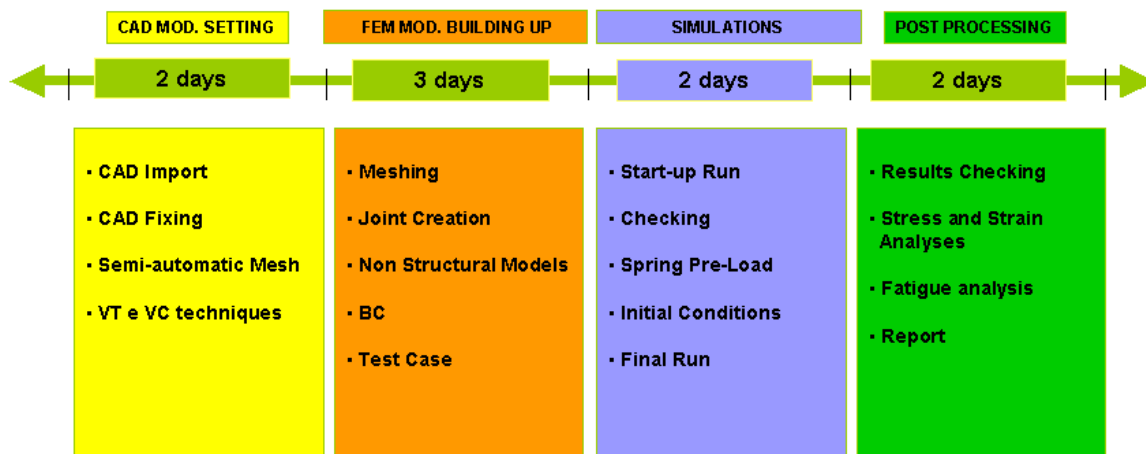 CAD MOD. SETTING
FEM MOD. BUILDING UP
SIMULATIONS
POST PROCESSING
2 days
3 days
2 days
2 days
· CAD Import
· CAD Fixing
· Semi-automatic Mesh
· VT e VC techniques
· Meshing
· Joint Creation
· Non Structural Models
· BC
· Test Case
· Start-up Run
· Checking
· Spring Pre-Load
· Initial Conditions
· Final Run
· Results Checking
· Stress and Strain
Analyses
· Fatigue analysis
· Report